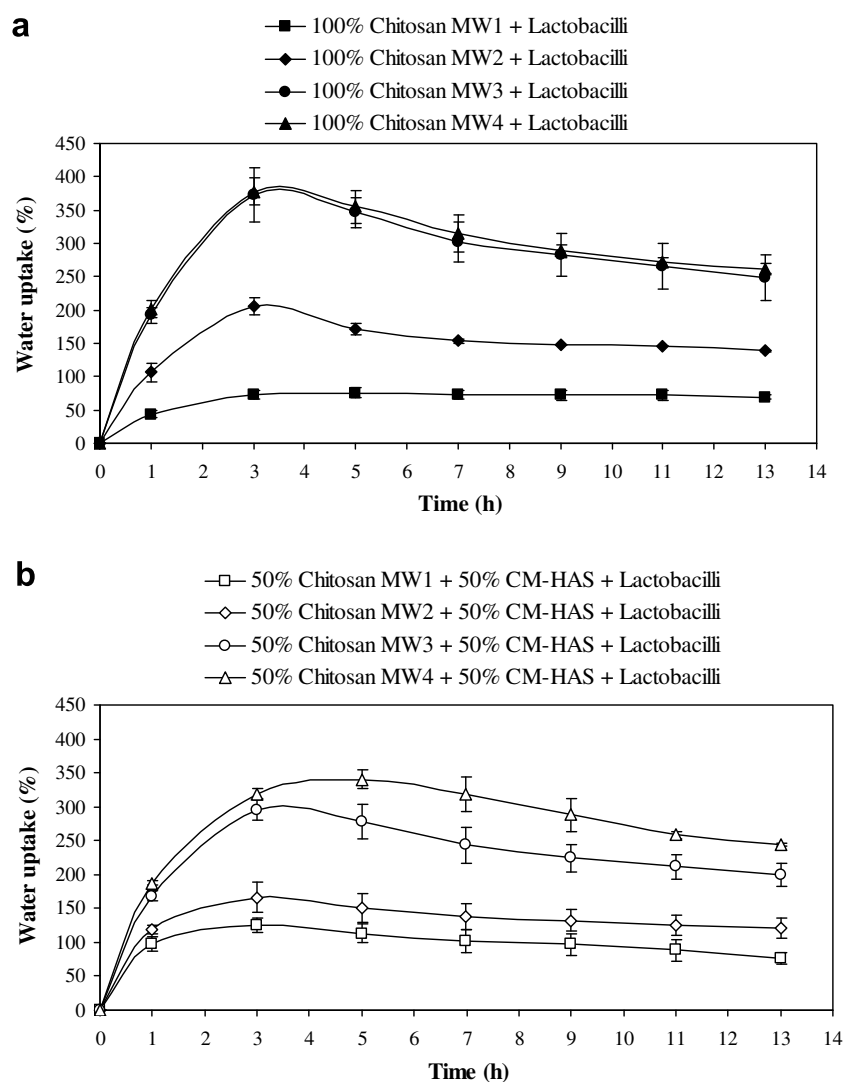 a
100% Chitosan MW1 + Lactobacilli
100% Chitosan MW2 + Lactobacilli
100% Chitosan MW3 + Lactobacilli
100% Chitosan MW4 + Lactobacilli
450
400
350
300
250
200
150
100
50
0
Water uptake (%)
0 1 2 3 4 5 6 7 8 9 10 11 12 13 14
Time (h)
b
50% Chitosan MW1 + 50% CM-HAS + Lactobacilli
50% Chitosan MW2 + 50% CM-HAS + Lactobacilli
50% Chitosan MW3 + 50% CM-HAS + Lactobacilli
50% Chitosan MW4 + 50% CM-HAS + Lactobacilli
450
400
350
300
250
200
150
100
50
0
Water uptake (%)
0 1 2 3 4 5 6 7 8 9 10 11 12 13 14
Time (h)